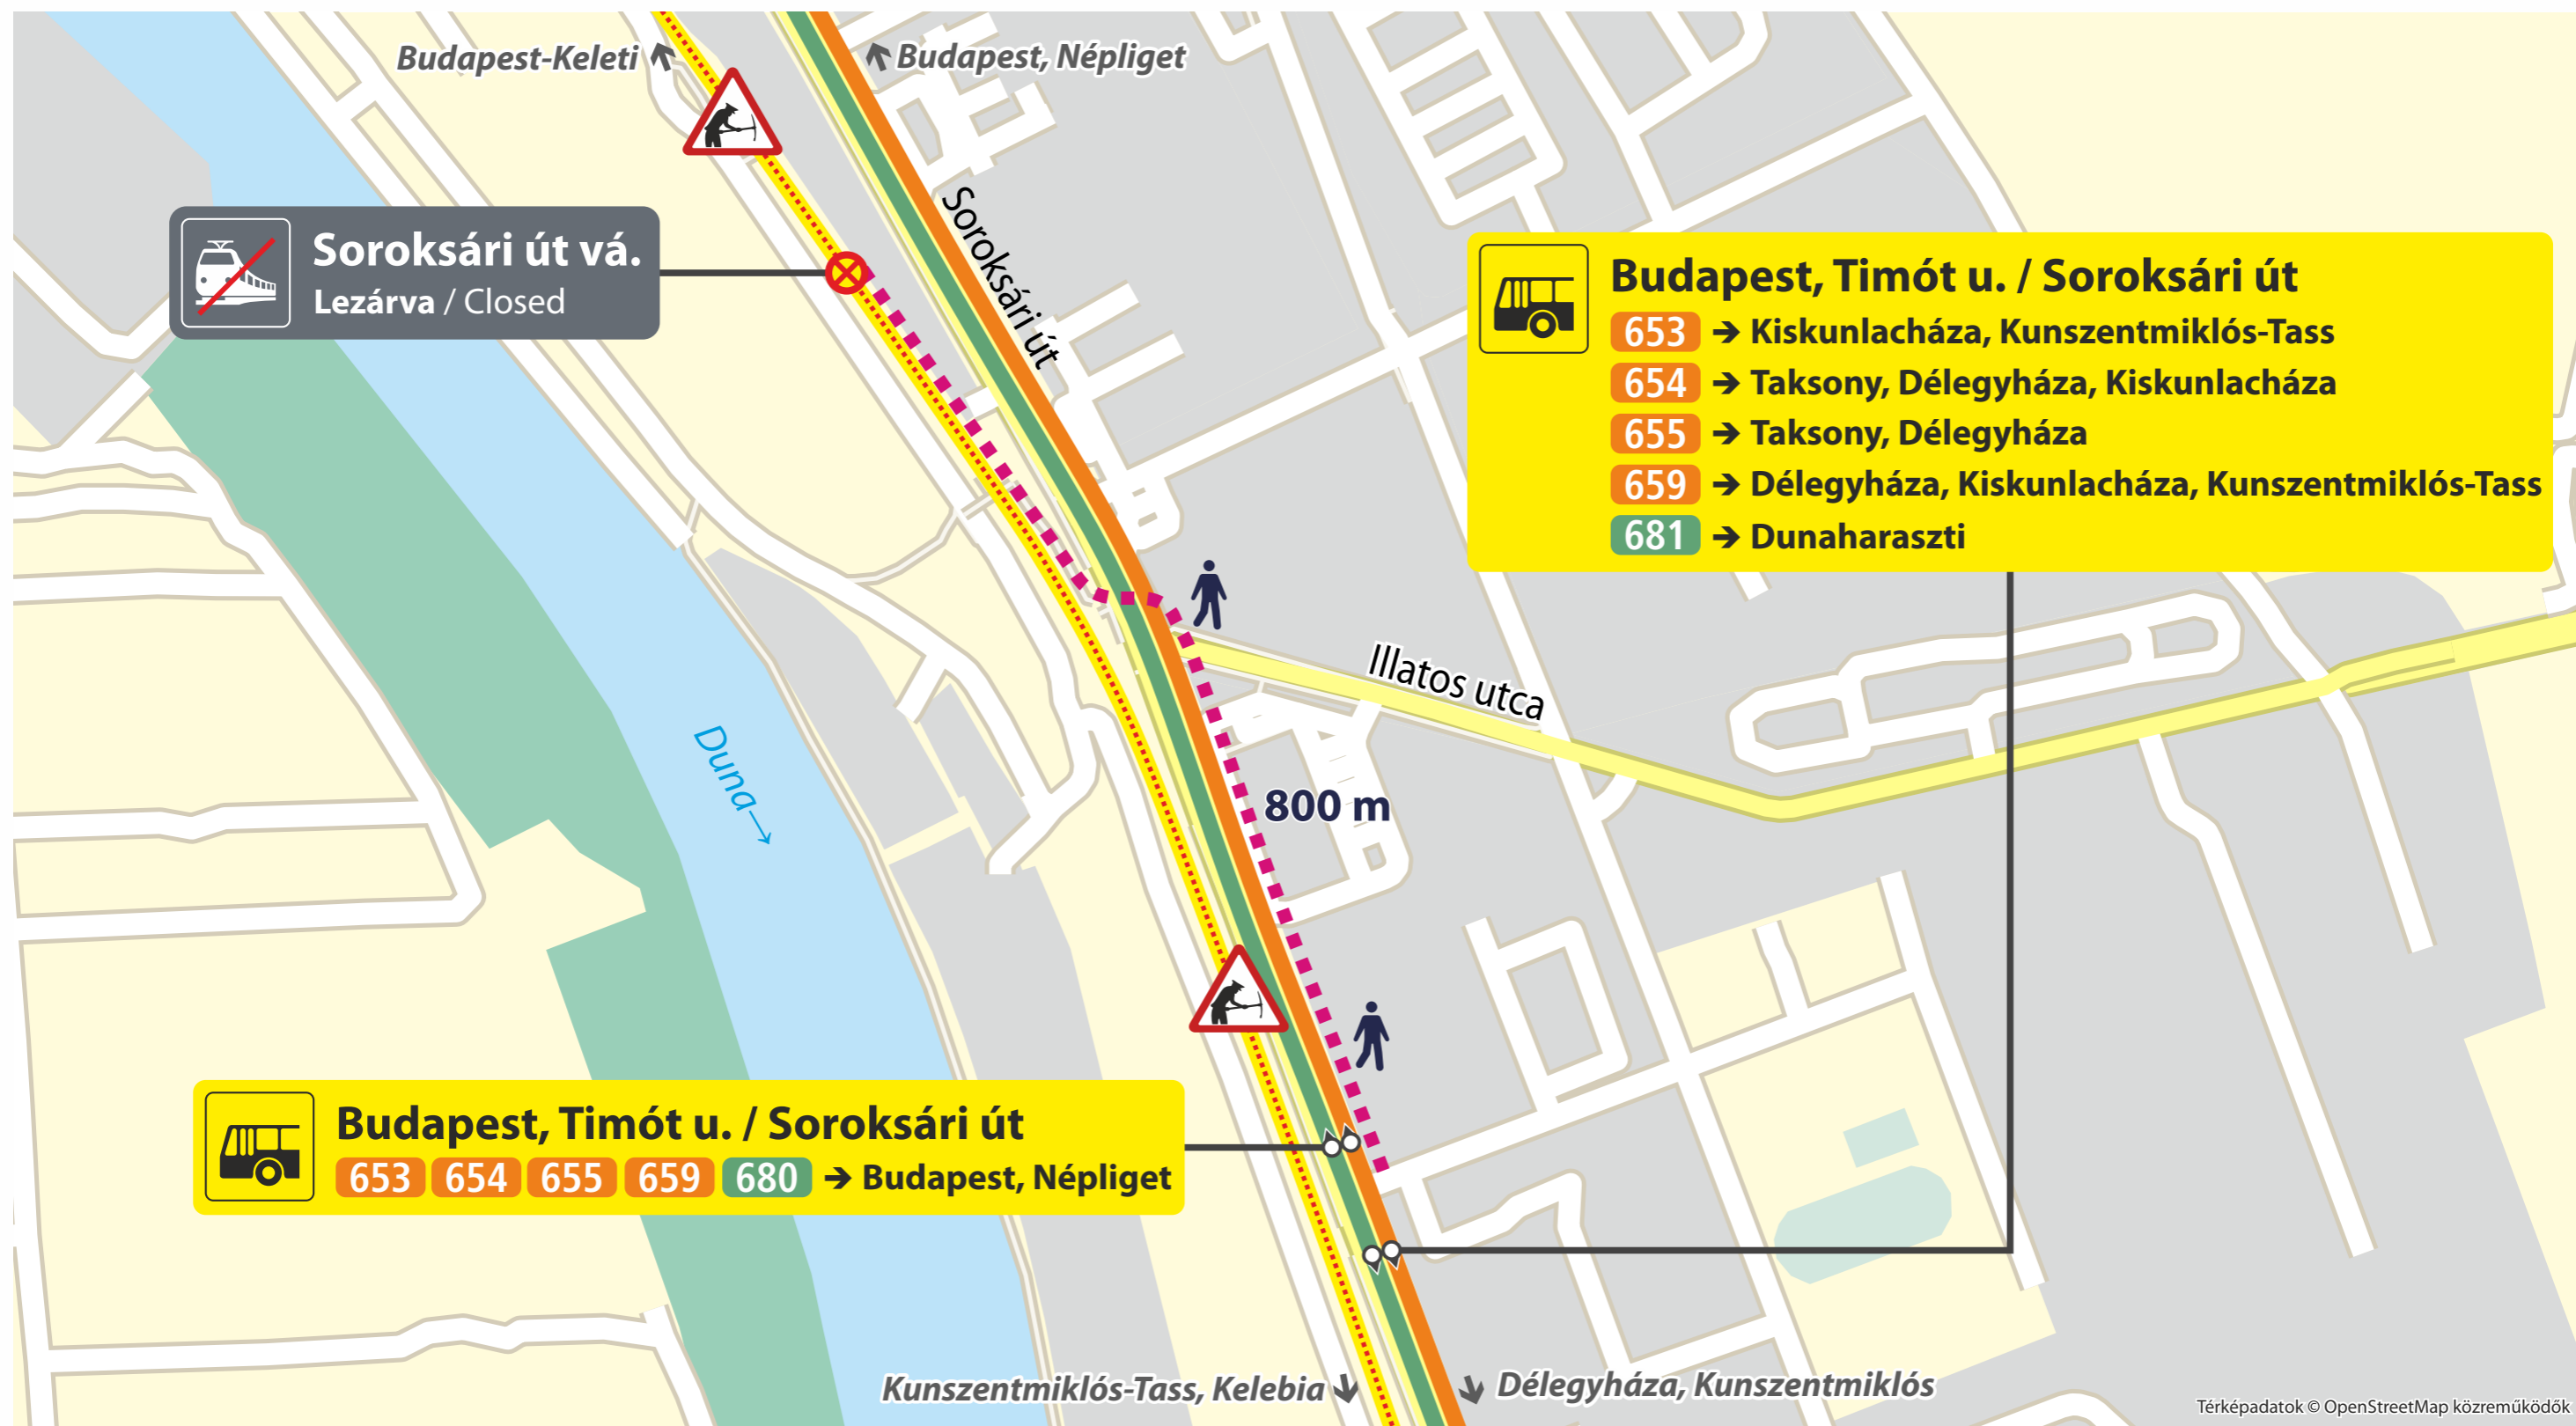 Budapest-Keleti
Budapest, Népliget
Soroksári út vá.
Lezárva / Closed
Soroksári út
Budapest, Timót u. / Soroksári út
653 → Kiskunlacháza, Kunszentmiklós-Tass
654 → Taksony, Délegyháza, Kiskunlacháza
655 → Taksony, Délegyháza
659 → Délegyháza, Kiskunlacháza, Kunszentmiklós-Tass
681 → Dunaharaszti
Illatos utca
Duna→
800 m
Budapest, Timót u. / Soroksári út
653 654 655 659 680 → Budapest, Népliget
Kunszentmiklós-Tass, Kelebia
Délegyháza, Kunszentmiklós
Térképadatok © OpenStreetMap közreműködők